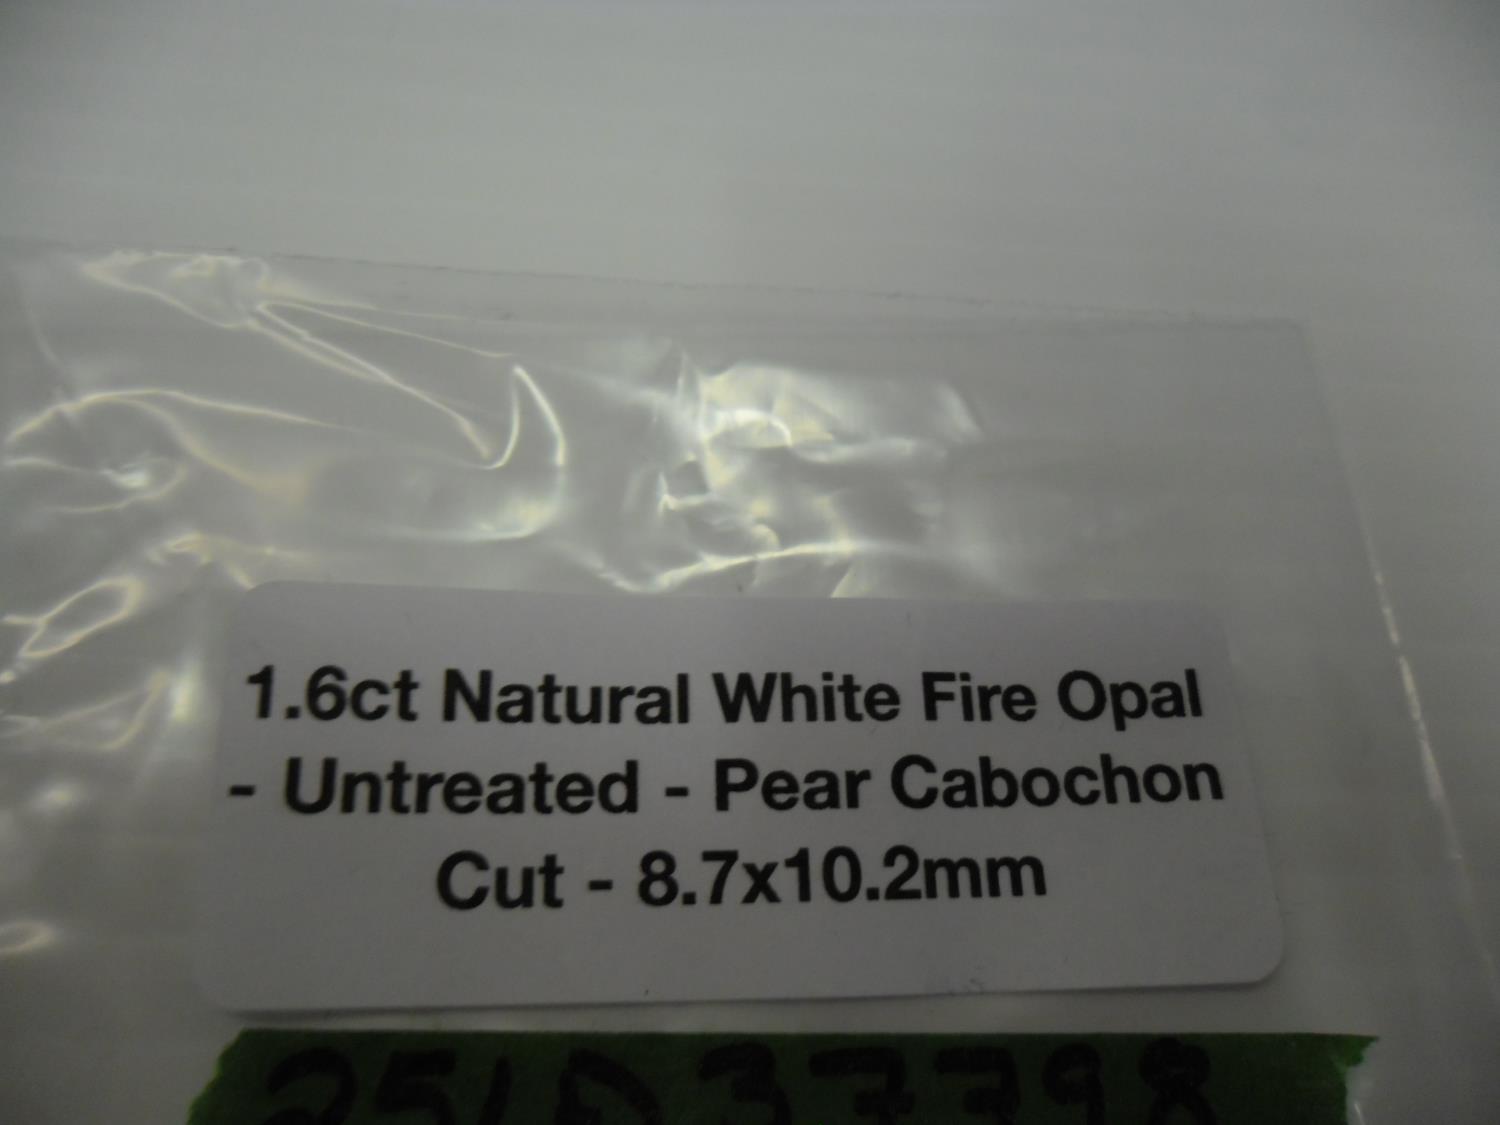 1.6ct Natural White Fire Opal
- Untreated - Pear Cabochon
Cut - 8.7x10.2mm